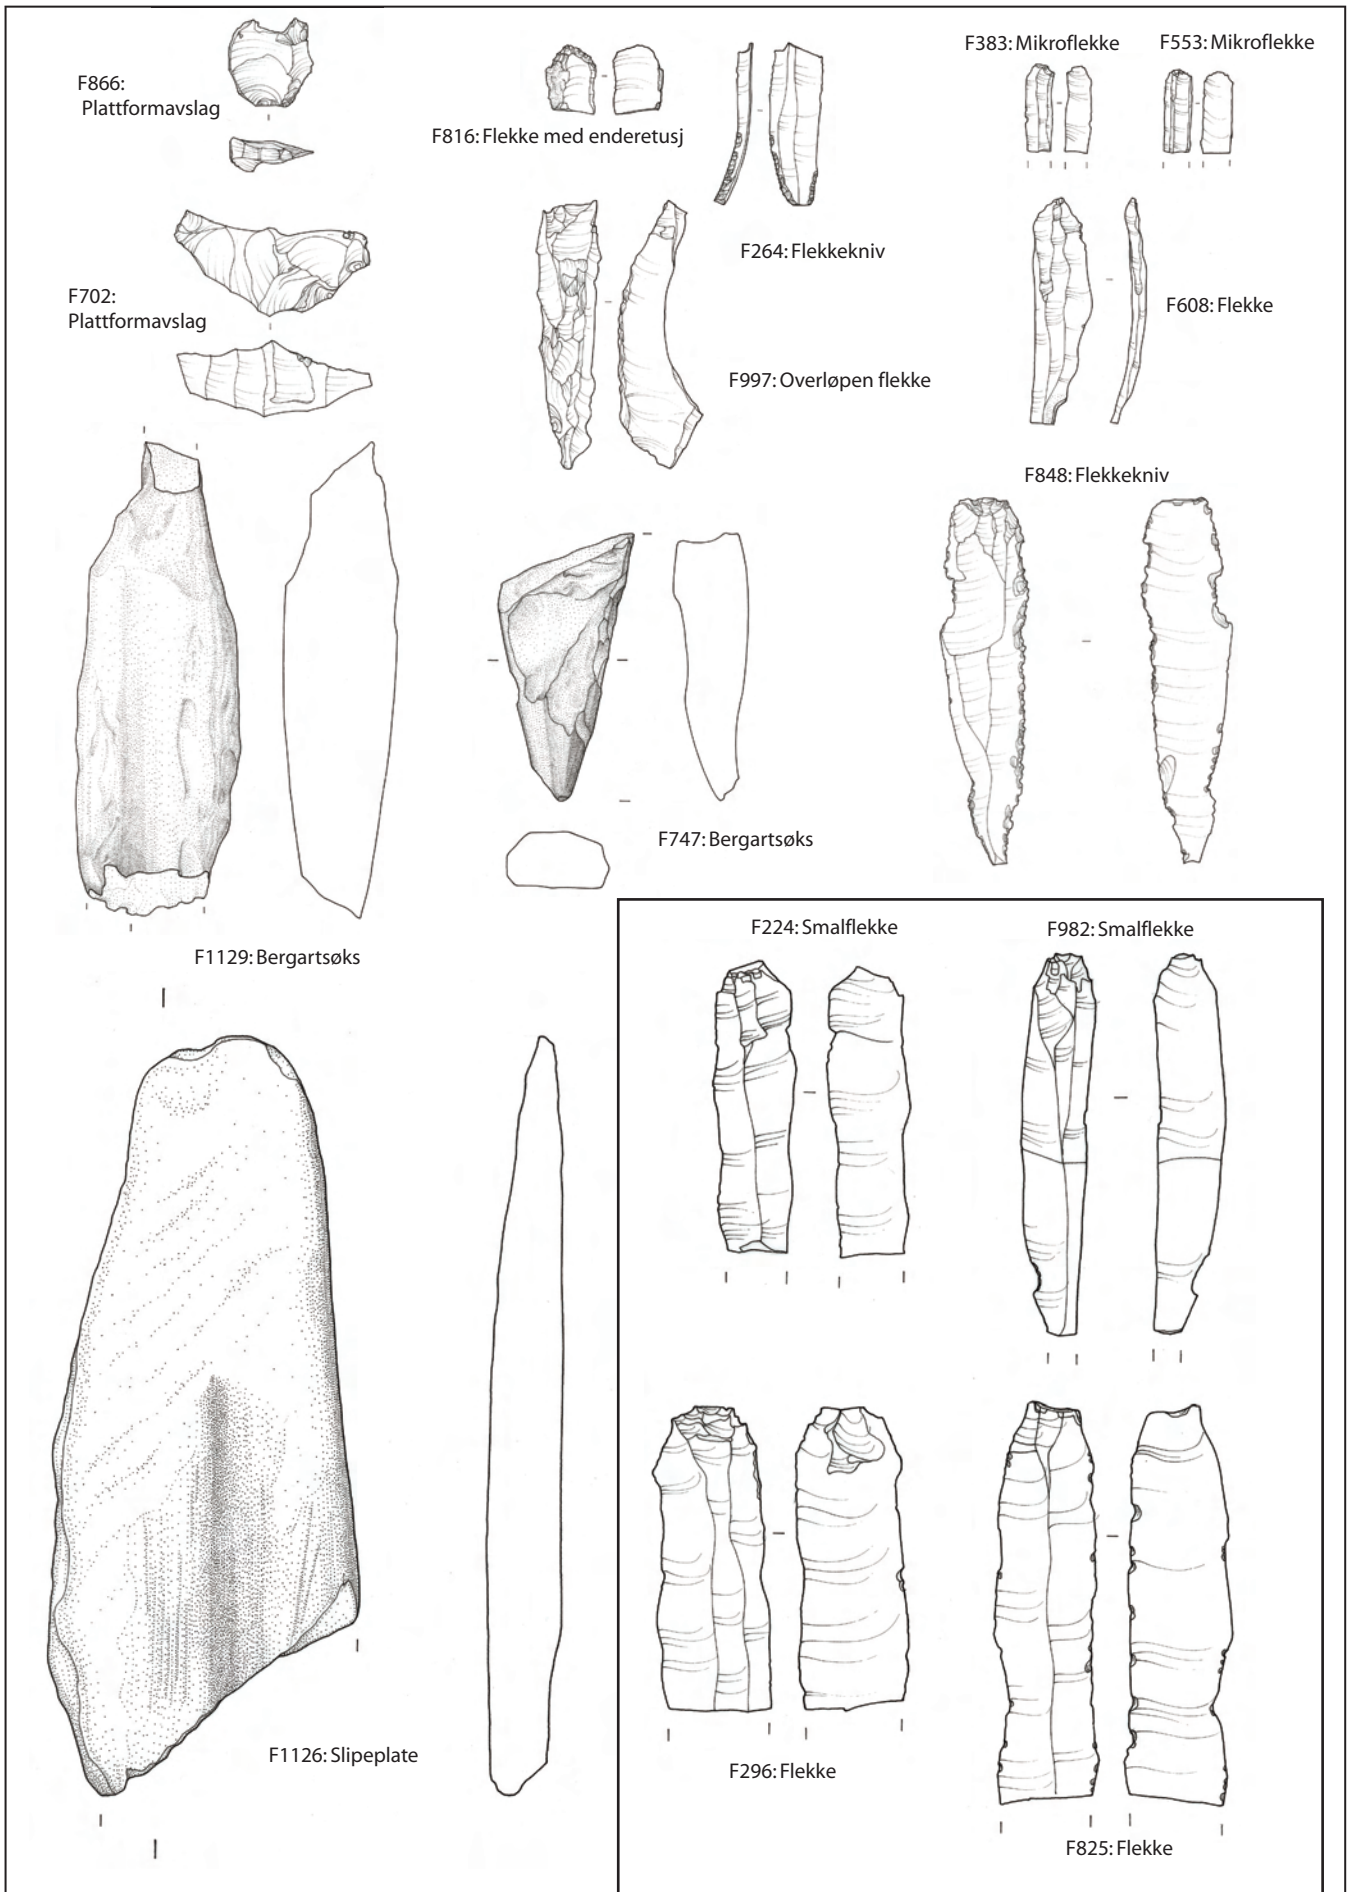 F866:
Plattformavslag
F816: Flekke med enderetusj
F383: Mikroflekke
F553: Mikroflekke
F264: Flekkekniv
F702:
Plattformavslag
F608: Flekke
F997: Overløpen flekke
F848: Flekkekniv
F747: Bergartsøks
F1129: Bergartsøks
F224: Smalflekke
F982: Smalflekke
F1126: Slipeplate
F296: Flekke
F825: Flekke